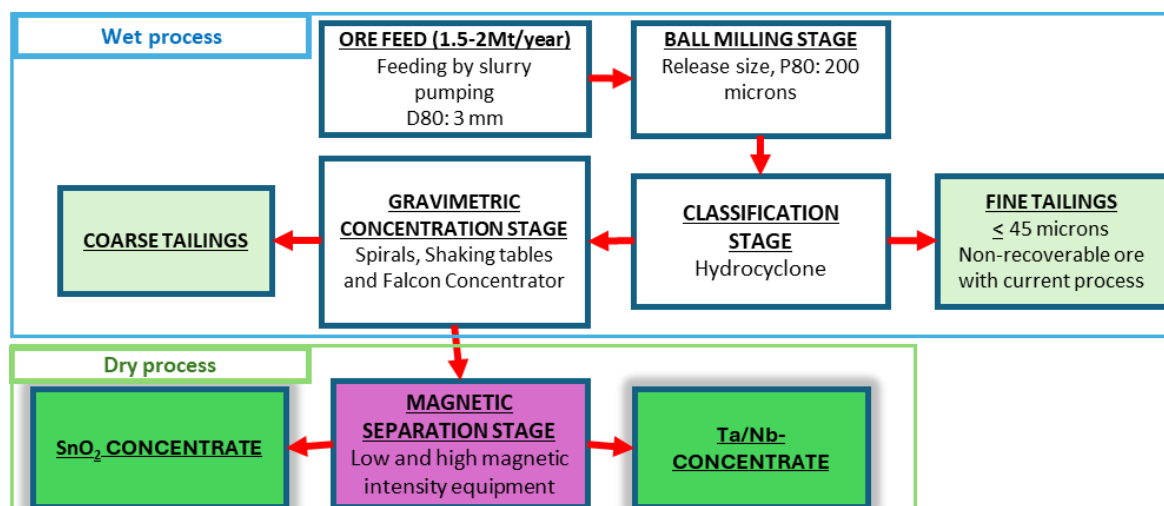 Wet process
ORE FEED (1.5-2Mt/year)
Feeding by slurry
pumping
D80: 3 mm
BALL MILLING STAGE
Release size, P80: 200
microns
COARSE TAILINGS
GRAVIMETRIC
CONCENTRATION STAGE
Spirals, Shaking tables
and Falcon Concentrator
CLASSIFICATION
STAGE
Hydrocyclone
FINE TAILINGS
≤ 45 microns
Non-recoverable ore
with current process
Dry process
SnO₂ CONCENTRATE
MAGNETIC
SEPARATION STAGE
Low and high magnetic
intensity equipment
Ta/Nb-
CONCENTRATE